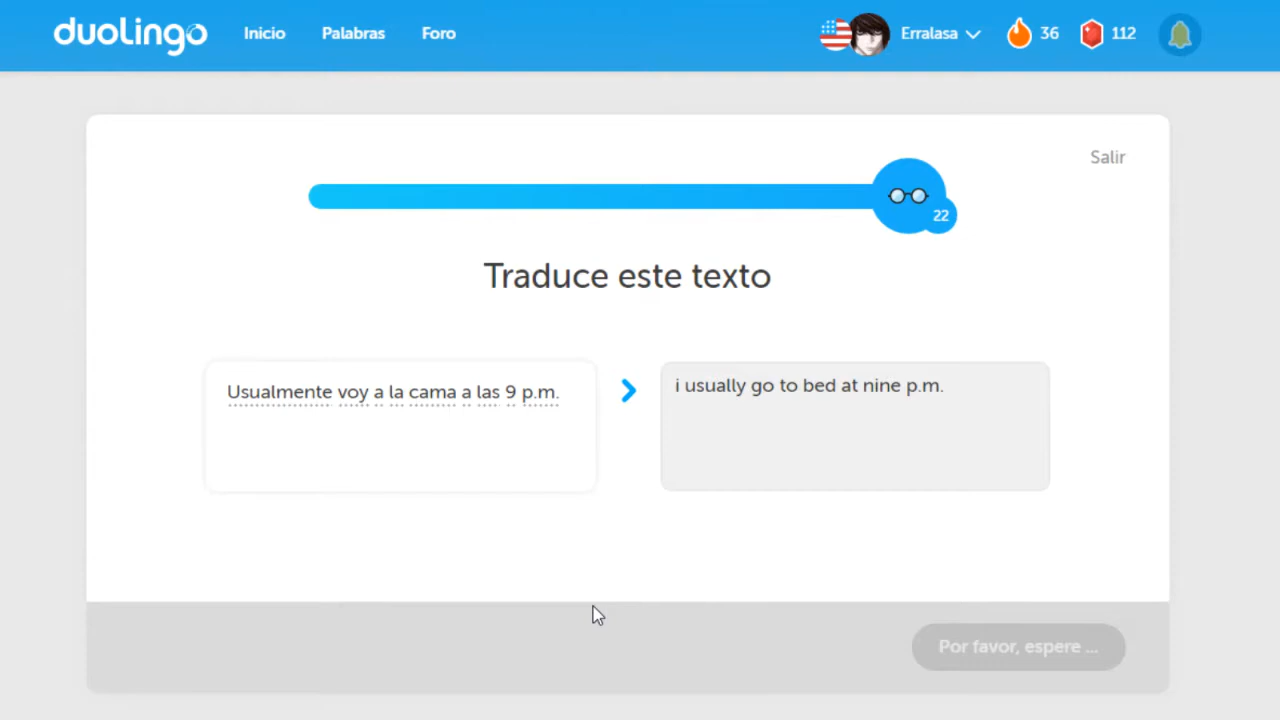 duolingo Inicio Palabras Foro Erralasa 36 112
Salir
22
Traduce este texto
Usualmente voy a la cama a las 9 p.m.
i usually go to bed at nine p.m.
Por favor, espere ...